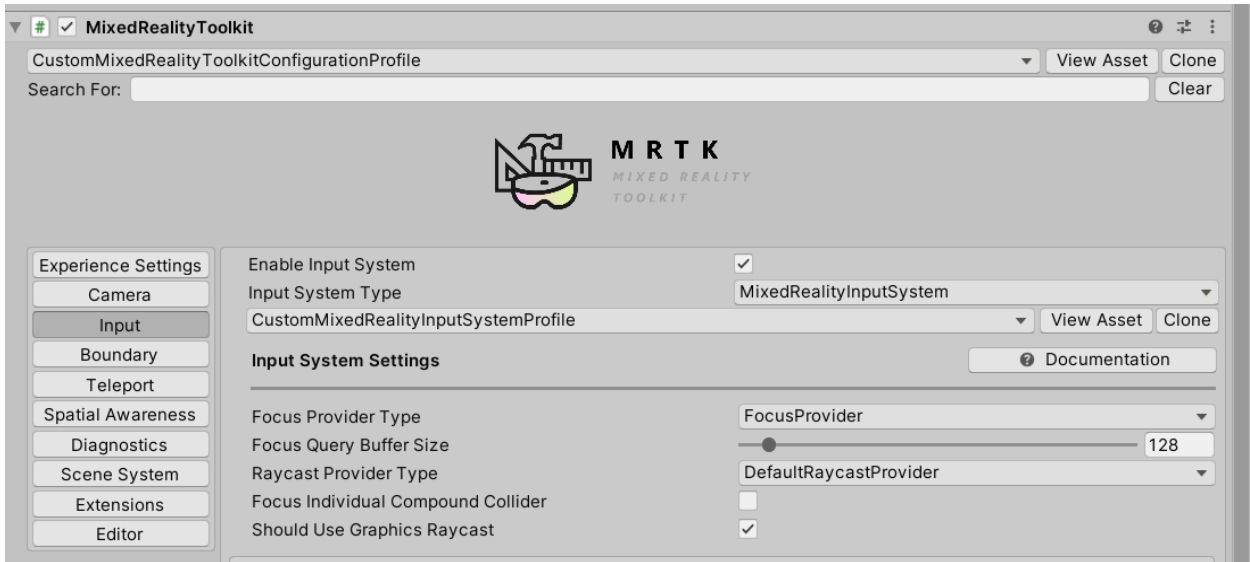 MixedRealityToolkit
CustomMixedRealityToolkitConfigurationProfile View Asset Clone
Search For: Clear
MRTK
MIXED REALITY
TOOLKIT
Experience Settings Enable Input System
Camera Input System Type MixedRealityInputSystem
Input CustomMixedRealityInputSystemProfile View Asset Clone
Boundary Input System Settings Documentation
Teleport
Spatial Awareness Focus Provider Type FocusProvider
Diagnostics Focus Query Buffer Size 128
Scene System Raycast Provider Type DefaultRaycastProvider
Extensions Focus Individual Compound Collider
Editor Should Use Graphics Raycast